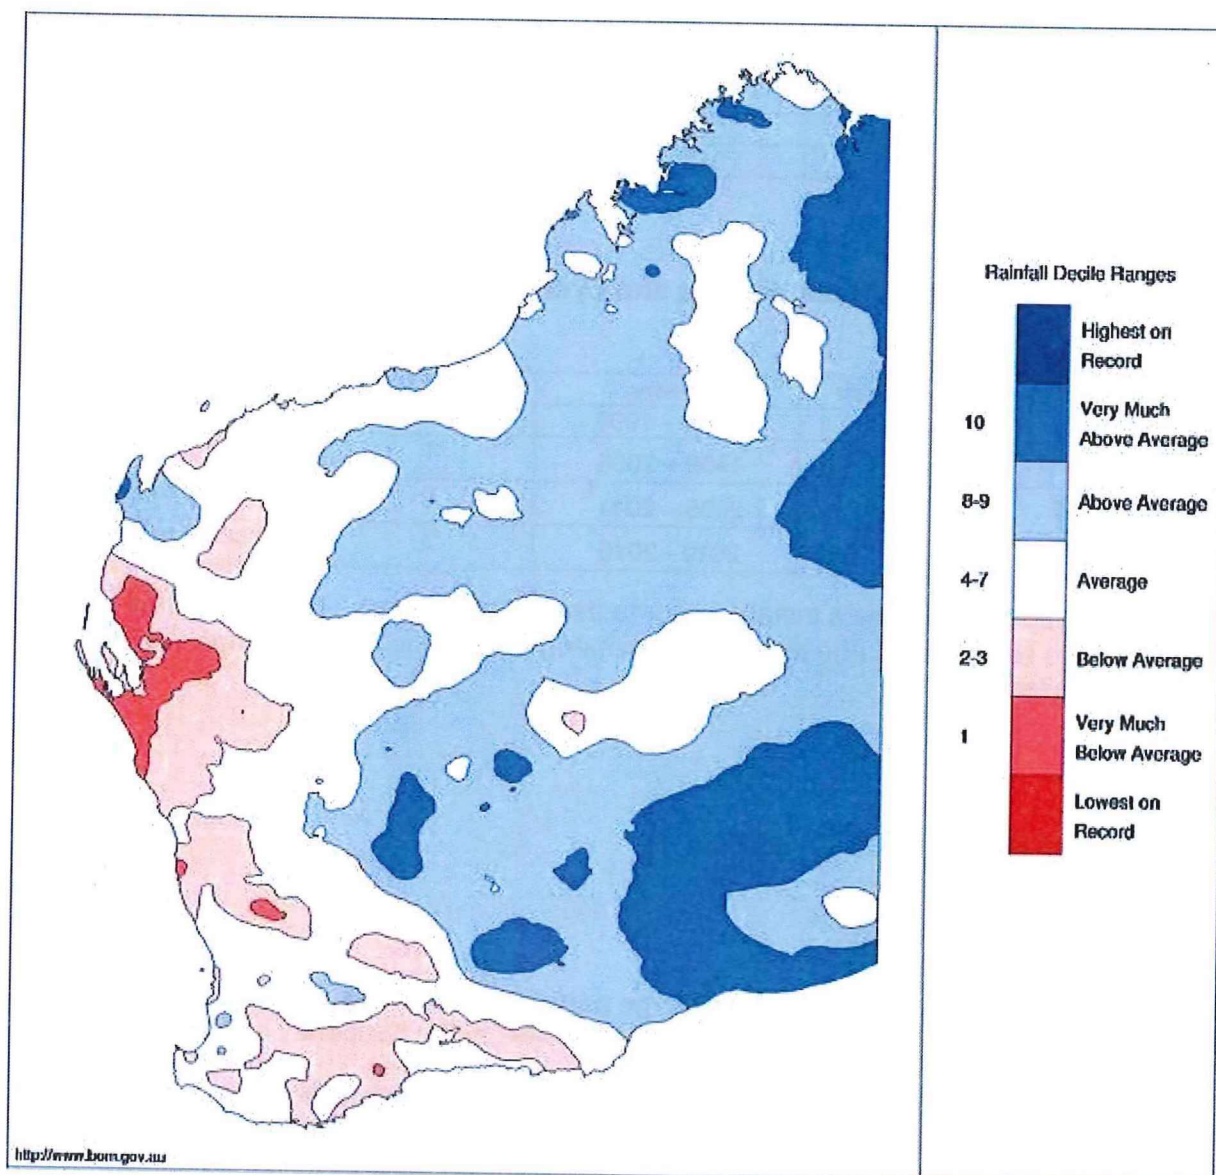 Rainfall Decile Ranges
Highest on
Record
10
Very Much
Above Average
8-9
Above Average
4-7
Average
2-3
Below Average
1
Very Much
Below Average
Lowest on
Record
http://www.bom.gov.au